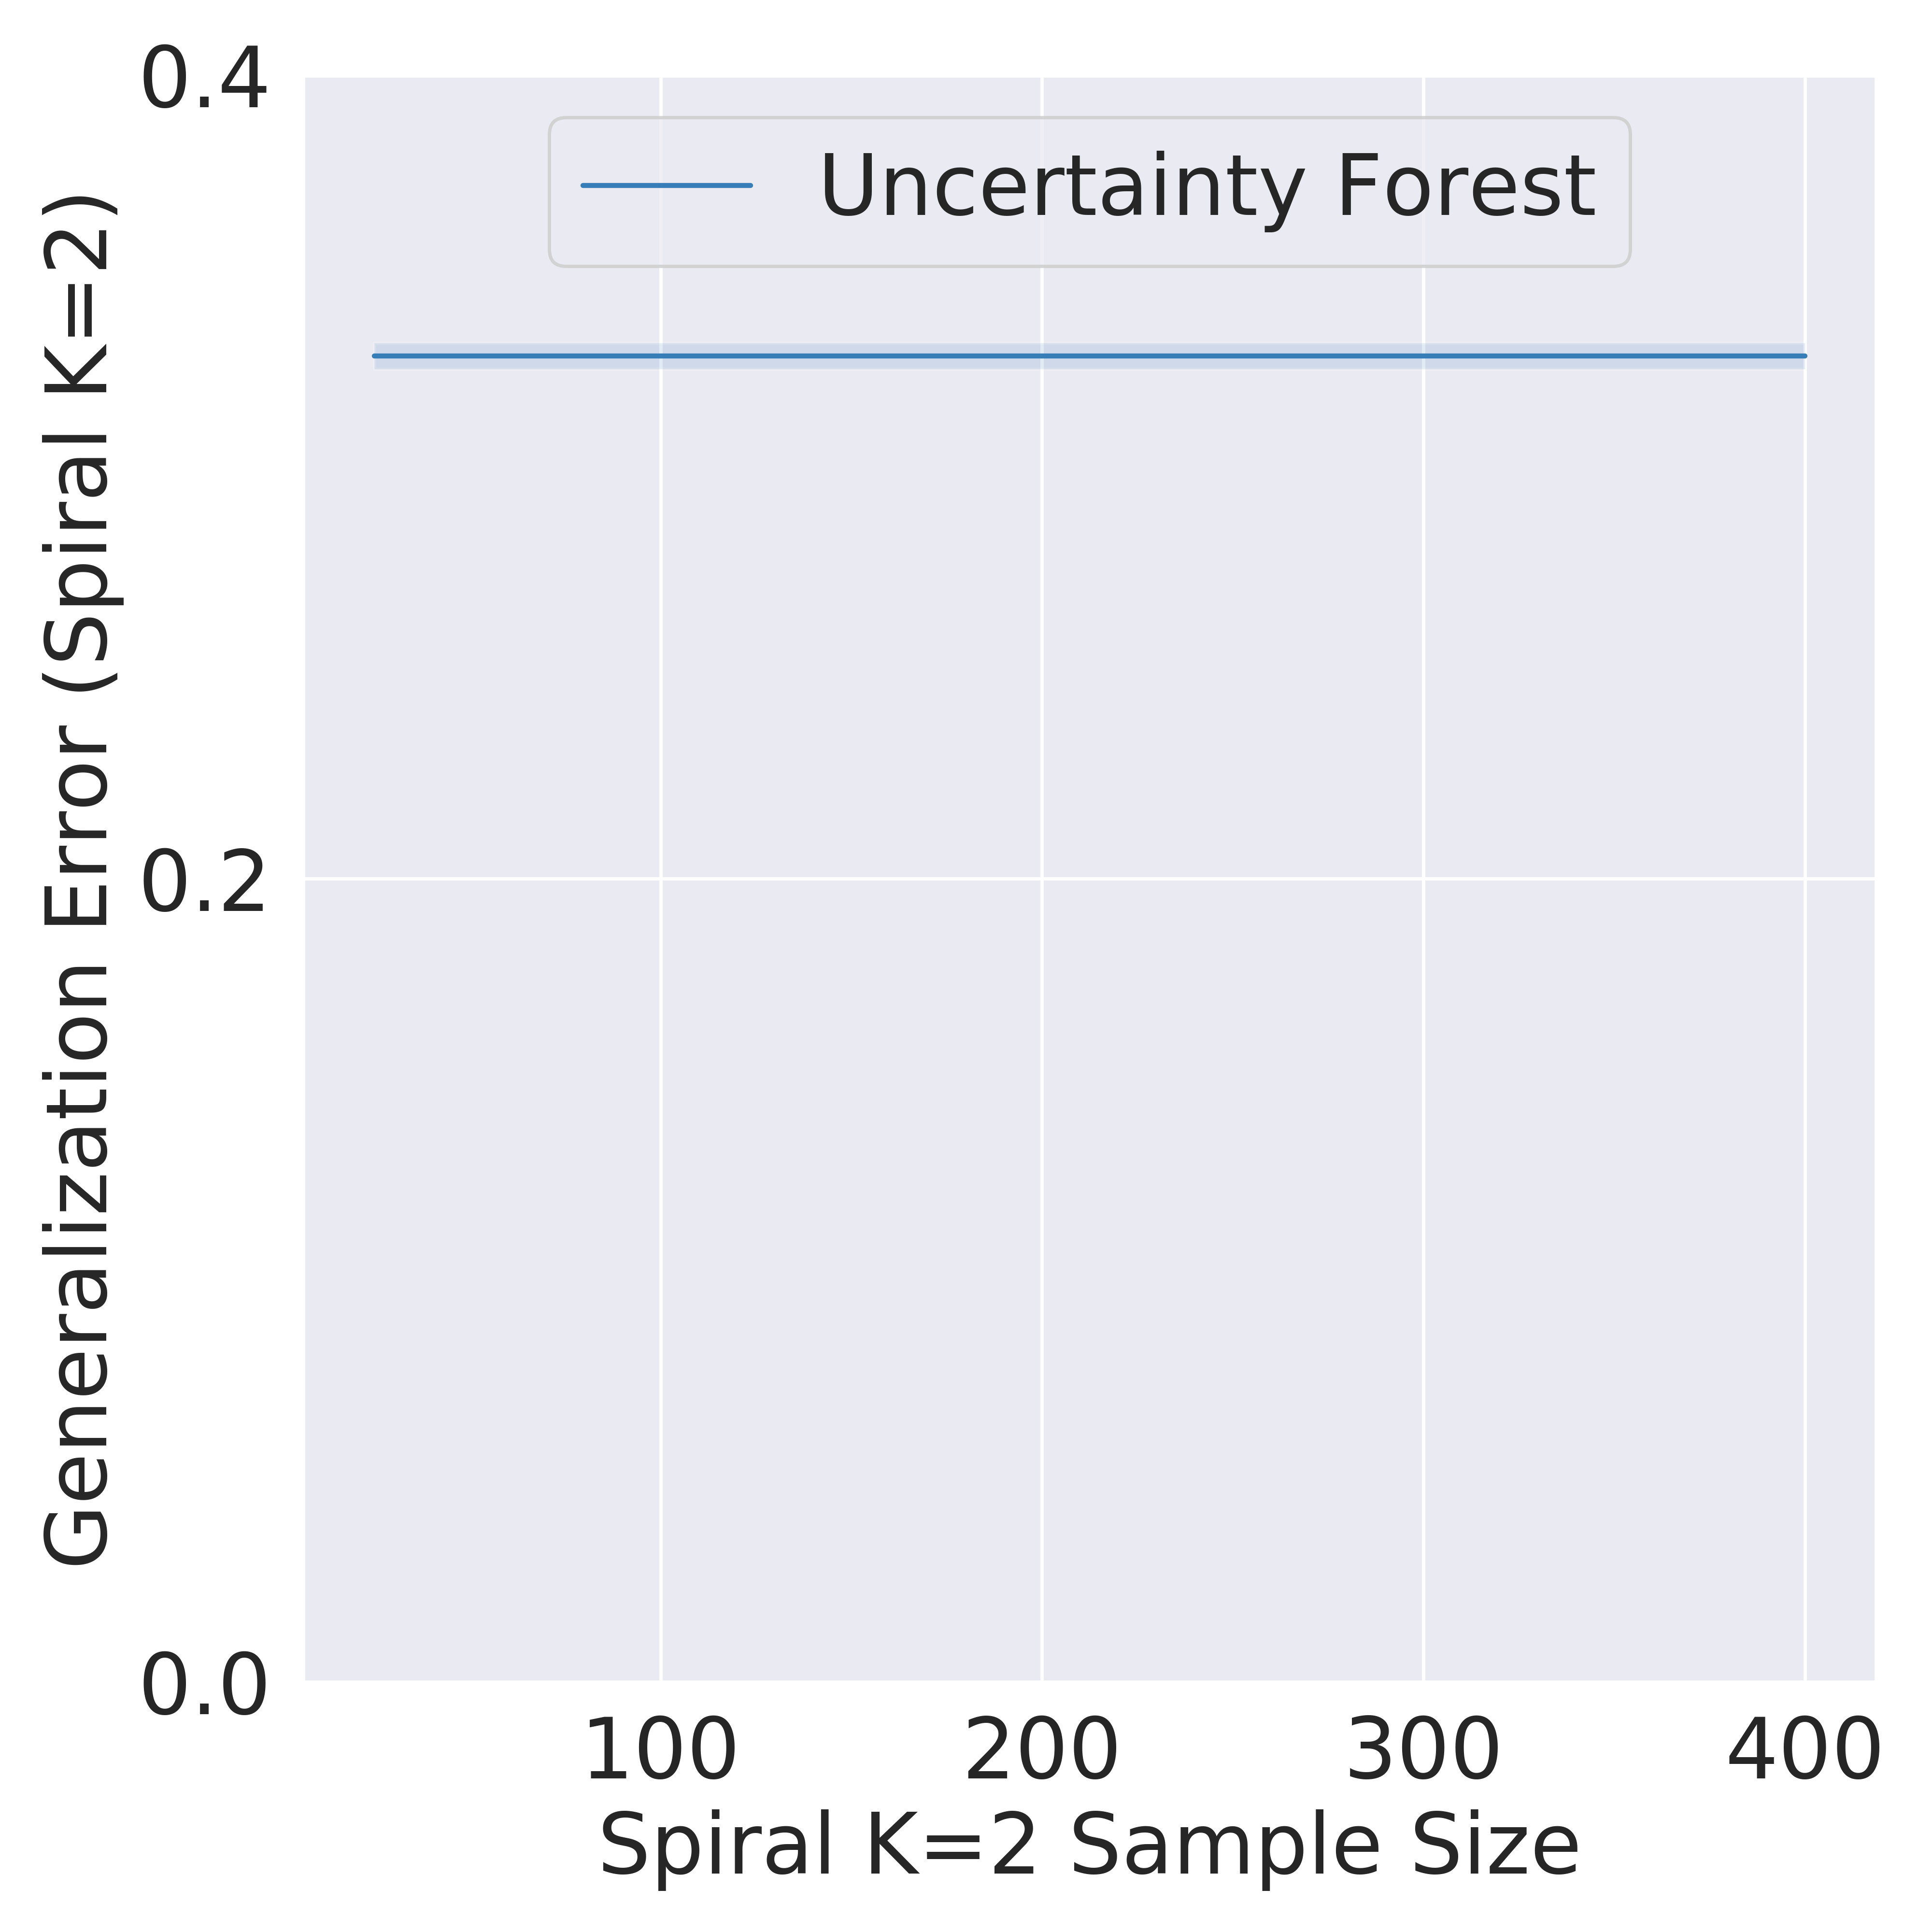 Generalization Error (Spiral K=2)
0.4
0.2
0.0
Uncertainty Forest
100 200 300 400
Spiral K=2 Sample Size